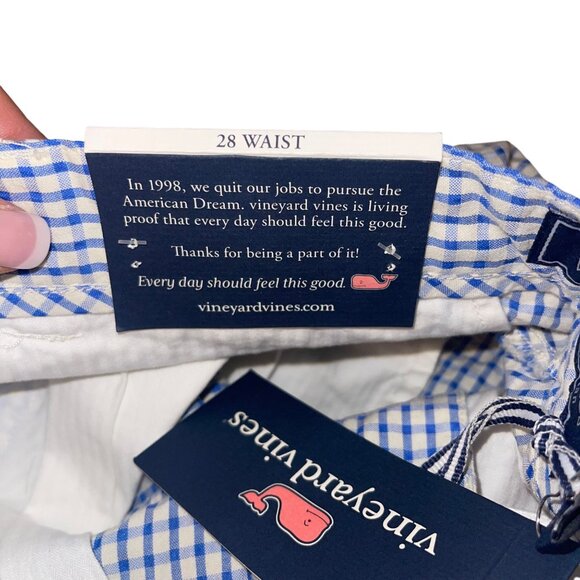 28 WAIST
In 1998, we quit our jobs to pursue the
American Dream. vineyard vines is living
proof that every day should feel this good.
Thanks for being a part of it!
Every day should feel this good.
vineyardvines.com
vineyard vines